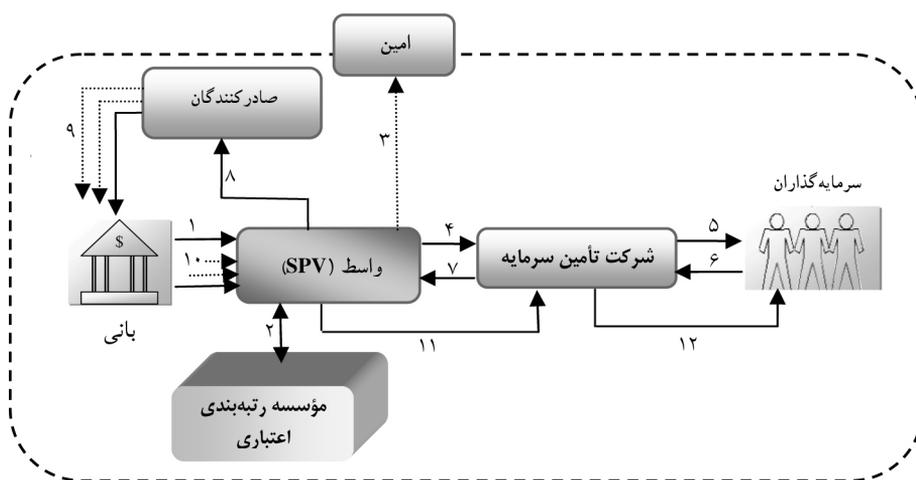 امین
صادرکنندگان
۹
۳
۸
سرمایه‌گذاران
$
۱
۴
۵
واسط (SPV)
شرکت تأمین سرمایه
۱۰
۷
۶
بانی
۲
۱۱
۱۲
مؤسسه رتبه‌بندی
اعتباری